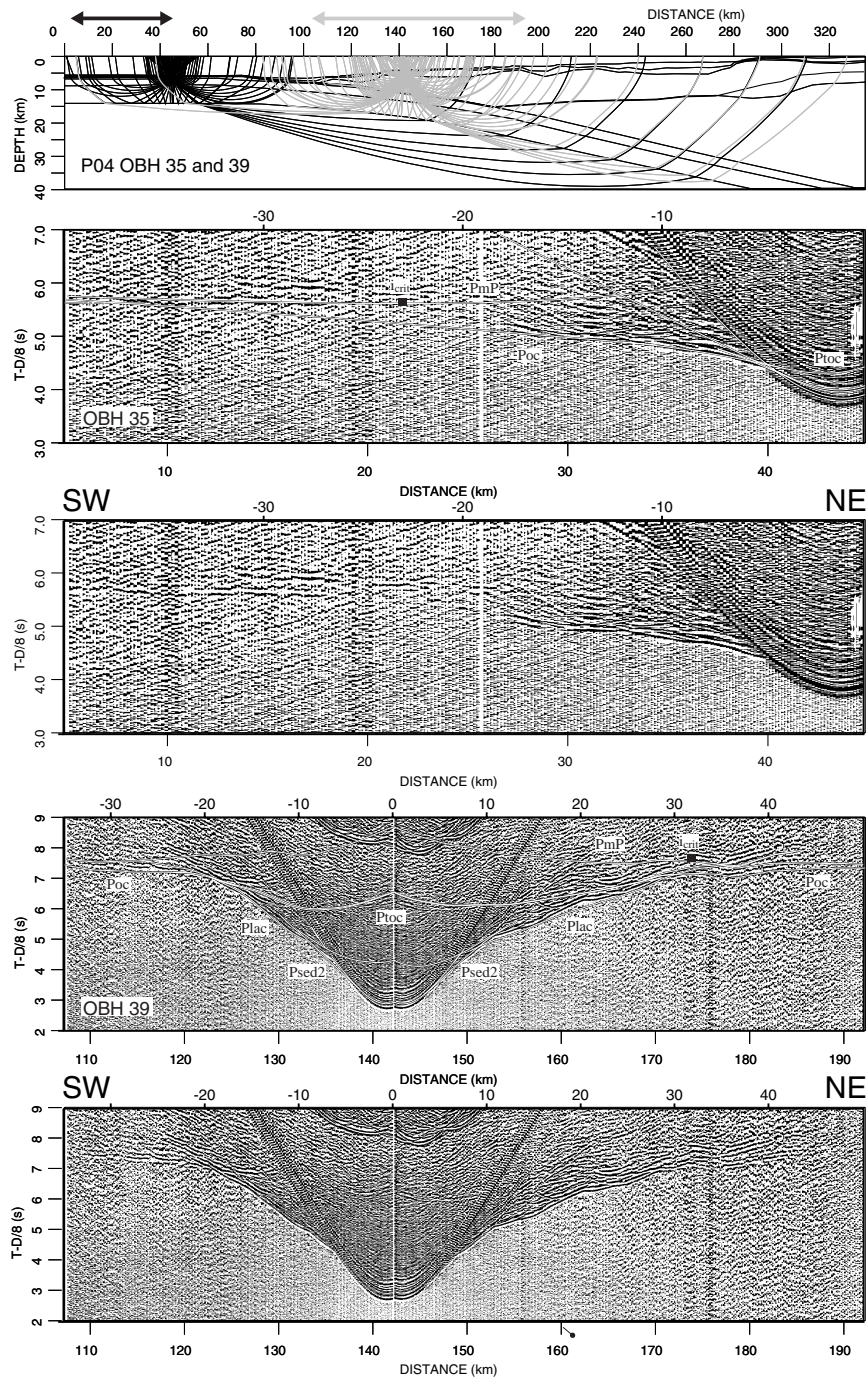 DISTANCE (km)
0 20 40 60 80 100 120 140 160 180 200 220 240 260 280 300 320
0
10
20
30
40
DEPTH (km)
P04 OBH 35 and 39
-30 -20 -10
7.0
6.0
5.0
4.0
3.0
T-D/8 (s)
lcrit
PmP
Poc
Ptoc
OBH 35
10 20 30 40
DISTANCE (km)
SW NE
-30 -20 -10
7.0
6.0
5.0
4.0
3.0
T-D/8 (s)
10 20 30 40
DISTANCE (km)
-30 -20 -10 0 10 20 30 40
9
8
7
6
5
4
3
2
T-D/8 (s)
PmP
lcrit
Poc
Poc
Ptoc
Plac
Plac
Psed2
Psed2
OBH 39
110 120 130 140 150 160 170 180 190
DISTANCE (km)
SW NE
-20 -10 0 10 20 30 40
9
8
7
6
5
4
3
2
T-D/8 (s)
110 120 130 140 150 160 170 180 190
DISTANCE (km)